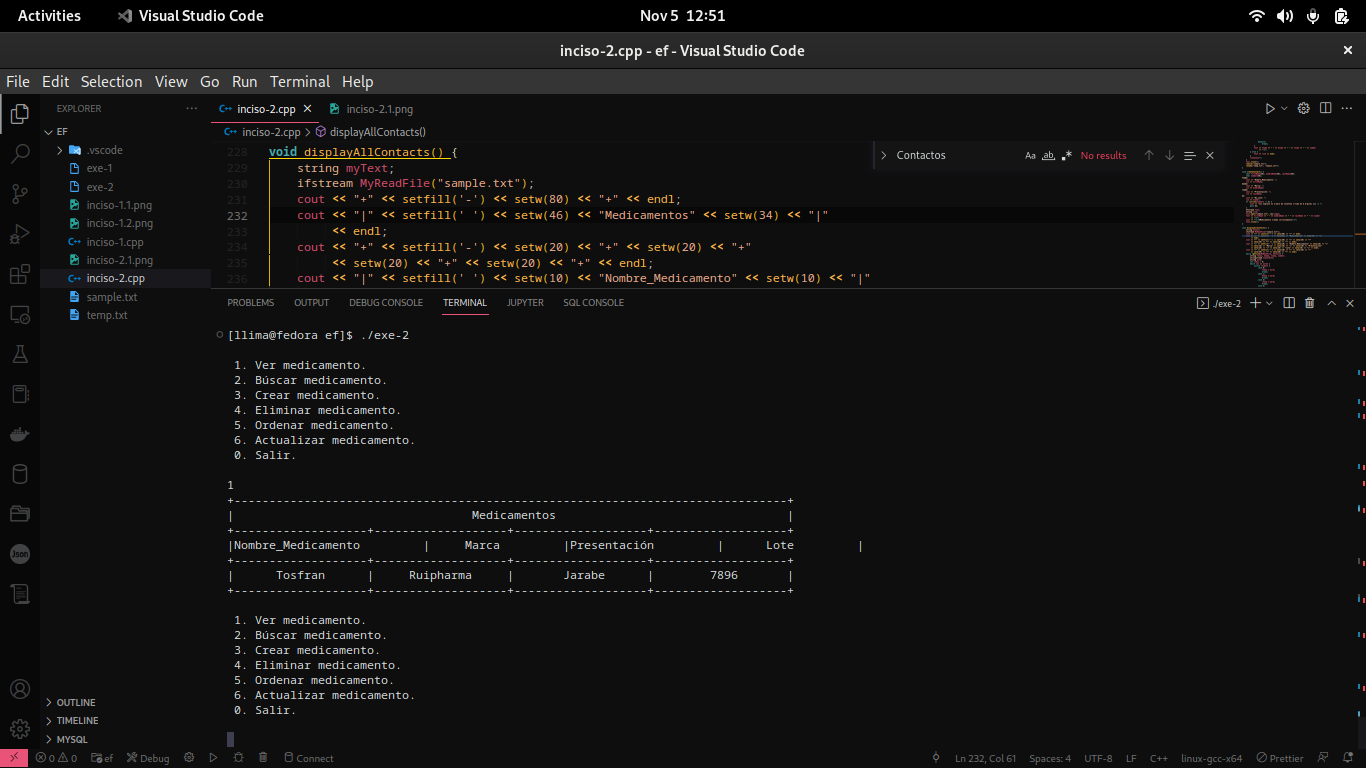 Activities
Visual Studio Code
Nov 5 12:51
inciso-2.cpp - ef - Visual Studio Code
File Edit Selection View Go Run Terminal Help
EXPLORER
inciso-2.cpp
inciso-2.1.png
EF
inciso-2.cpp > displayAllContacts()
.vscode
exe-1
exe-2
inciso-1.1.png
inciso-1.2.png
inciso-1.cpp
inciso-2.1.png
inciso-2.cpp
sample.txt
temp.txt
OUTLINE
TIMELINE
MYSQL
Contactos
Aa ab .*
No results
228 void displayAllContacts() {
229 string myText;
230 ifstream MyReadFile("sample.txt");
231 cout << "+" << setfill('-') << setw(80) << "+" << endl;
232 cout << "|" << setfill(' ') << setw(46) << "Medicamentos" << setw(34) << "|"
233 << endl;
234 cout << "+" << setfill('-') << setw(20) << "+" << setw(20) << "+"
235 << setw(20) << "+" << setw(20) << "+" << endl;
236 cout << "|" << setfill(' ') << setw(10) << "Nombre_Medicamento" << setw(10) << "|"
PROBLEMS OUTPUT DEBUG CONSOLE TERMINAL JUPYTER SQL CONSOLE
./exe-2
[llima@fedora ef]$ ./exe-2
1. Ver medicamento.
2. Búscar medicamento.
3. Crear medicamento.
4. Eliminar medicamento.
5. Ordenar medicamento.
6. Actualizar medicamento.
0. Salir.
1
+-------------------------------------------------------------------------------+
| Medicamentos |
+-------------------+-------------------+-------------------+-------------------+
|Nombre_Medicamento | Marca |Presentación | Lote |
+-------------------+-------------------+-------------------+-------------------+
| Tosfran | Ruipharma | Jarabe | 7896 |
+-------------------+-------------------+-------------------+-------------------+
1. Ver medicamento.
2. Búscar medicamento.
3. Crear medicamento.
4. Eliminar medicamento.
5. Ordenar medicamento.
6. Actualizar medicamento.
0. Salir.
Json
0 0 ef Debug Connect
Ln 232, Col 61 Spaces: 4 UTF-8 LF C++ linux-gcc-x64 Prettier